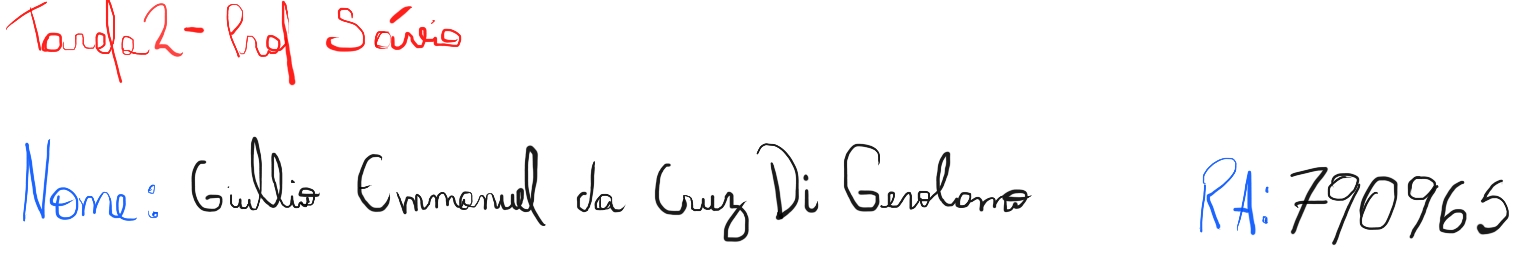 Tarefa 2 - Prof Sávio
Nome: Giullio Emmanuel da Cruz Di Gerolamo RA: 790965